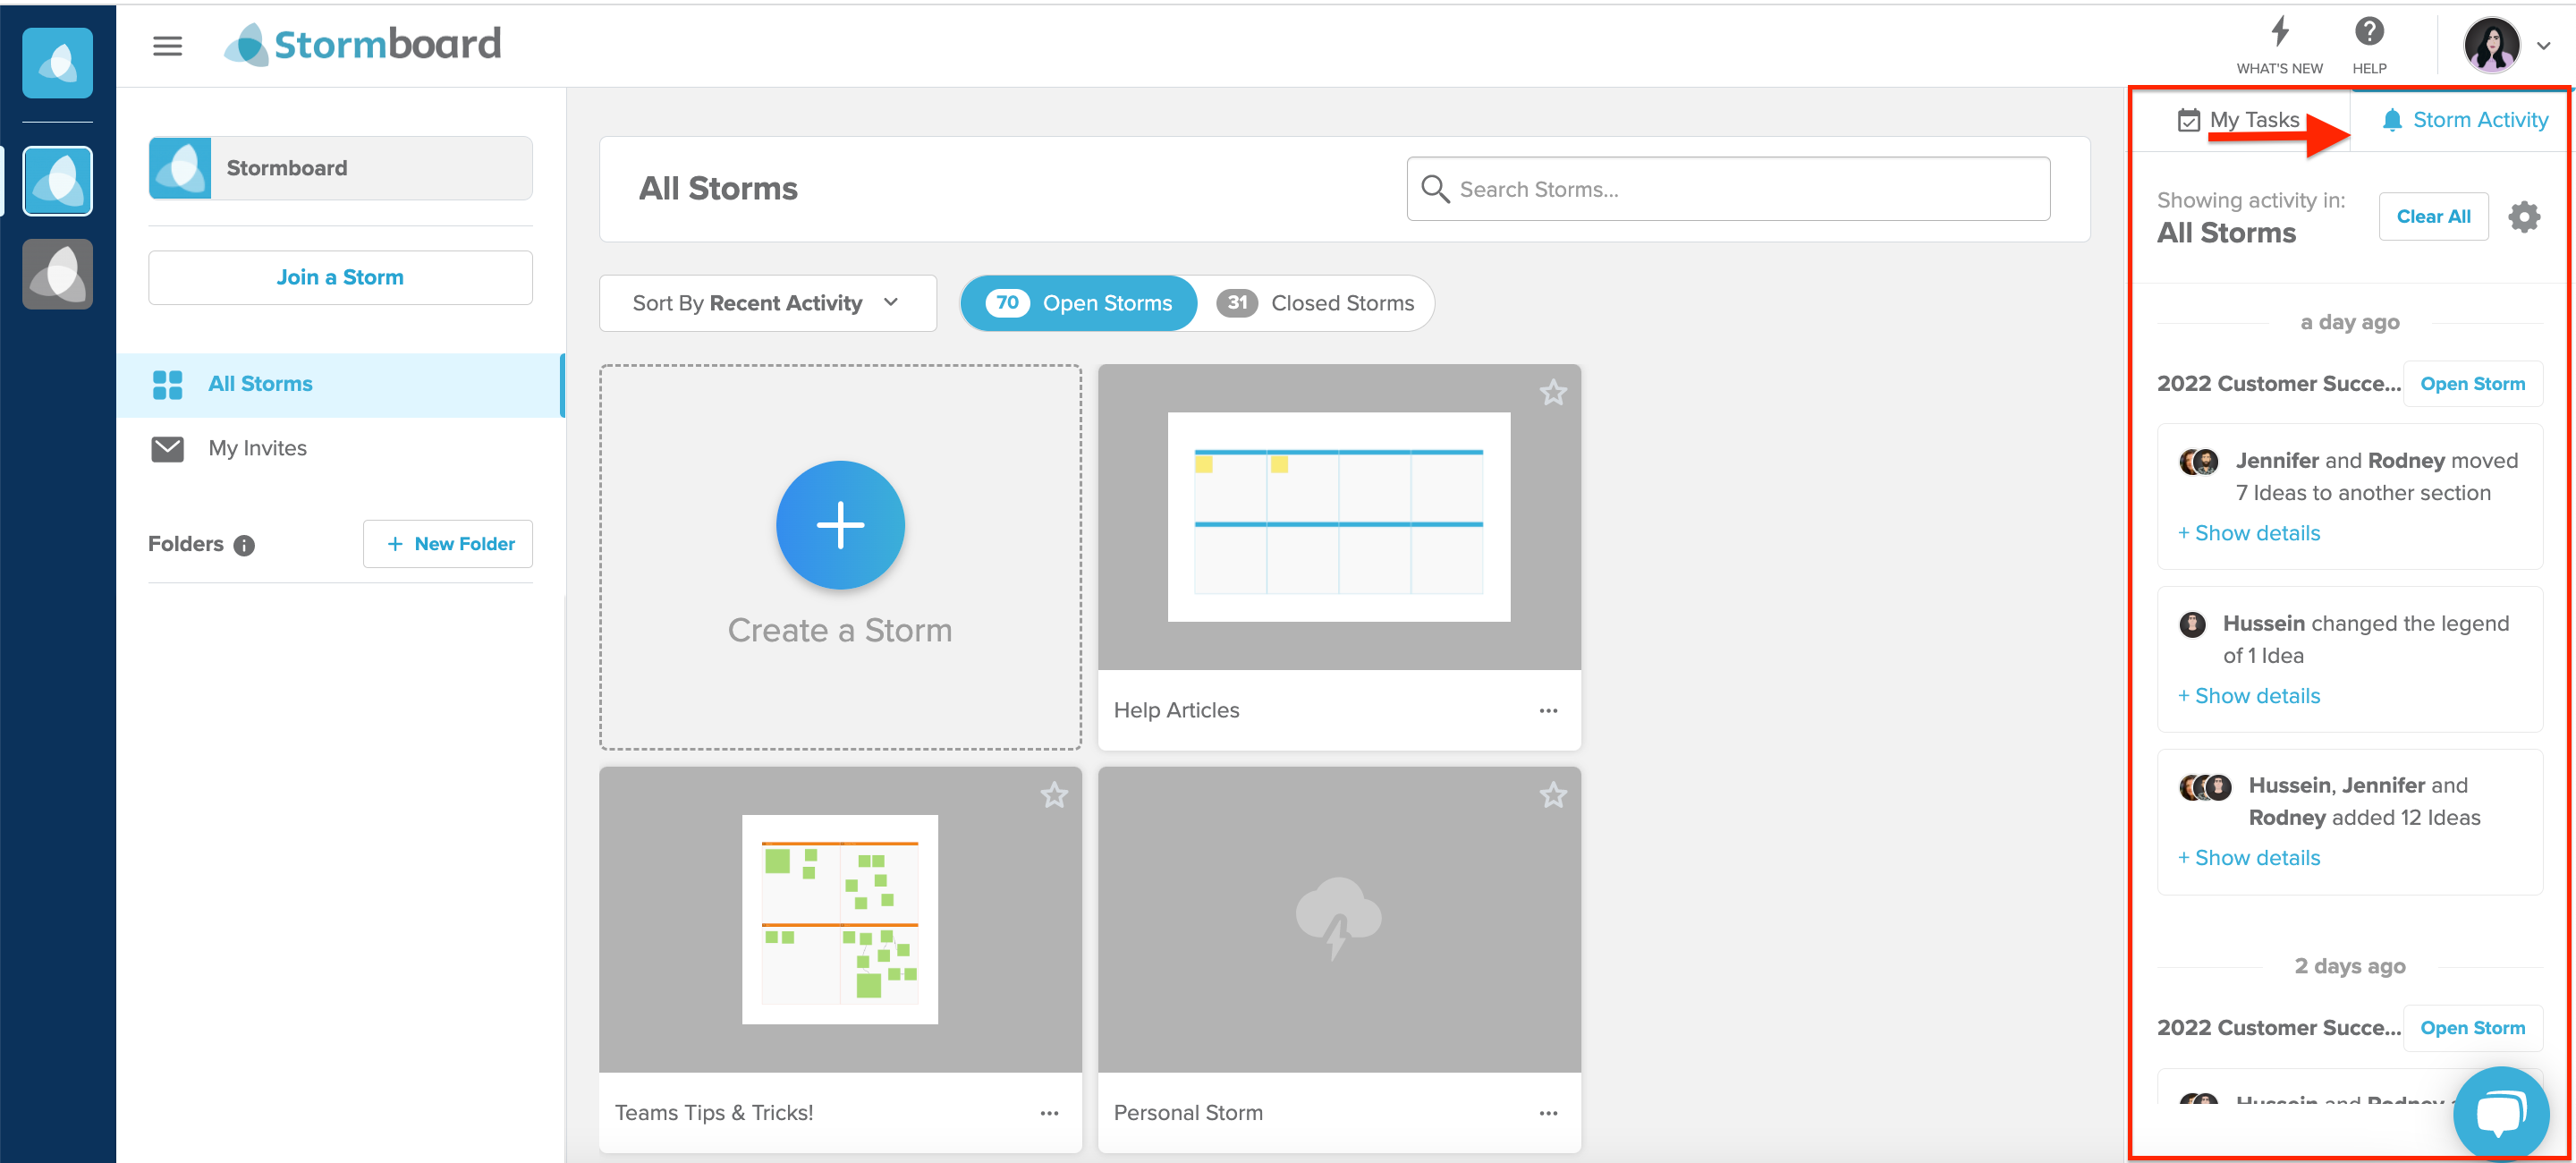 Stormboard
WHAT'S NEW
HELP
Stormboard
Join a Storm
All Storms
My Invites
Folders
+ New Folder
All Storms
Search Storms...
Sort By Recent Activity
70 Open Storms
31 Closed Storms
Create a Storm
Help Articles
Teams Tips & Tricks!
Personal Storm
My Tasks
Storm Activity
Showing activity in:
All Storms
Clear All
a day ago
2022 Customer Succe...
Open Storm
Jennifer and Rodney moved
7 Ideas to another section
+ Show details
Hussein changed the legend
of 1 Idea
+ Show details
Hussein, Jennifer and
Rodney added 12 Ideas
+ Show details
2 days ago
2022 Customer Succe...
Open Storm
Hussein and Rodney